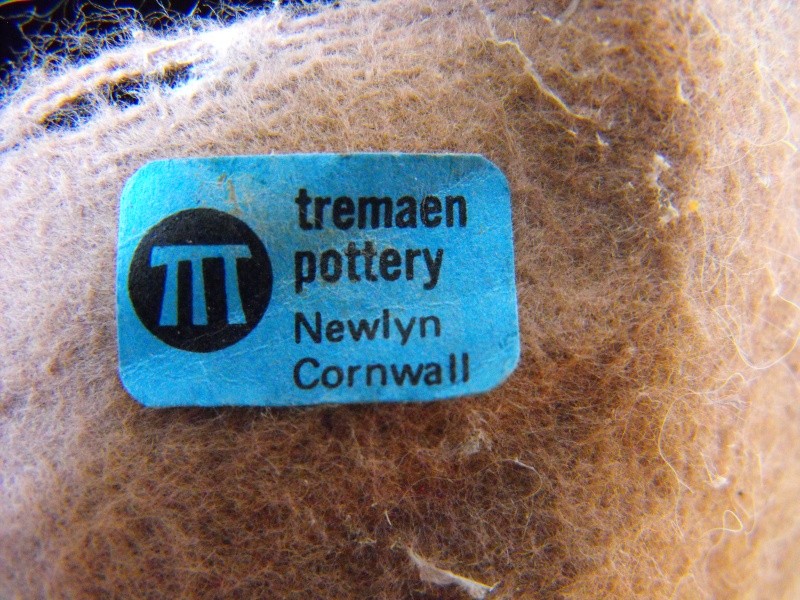 tremaen
pottery
Newlyn
Cornwall